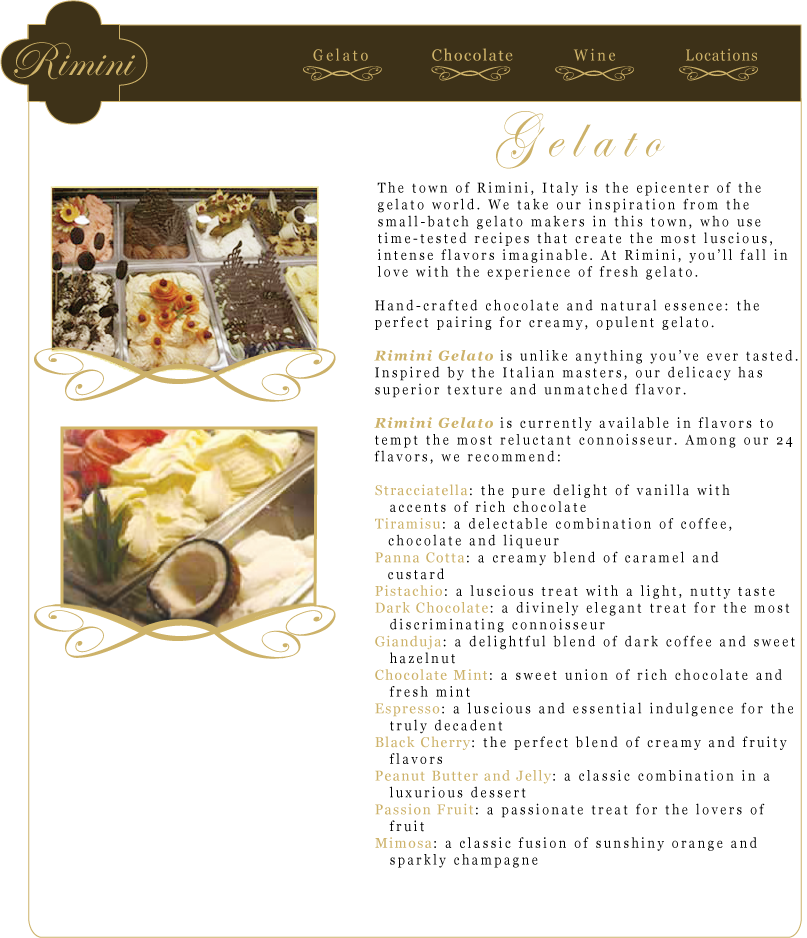 Rimini
Gelato
Chocolate
Wine
Locations
Gelato
The town of Rimini, Italy is the epicenter of the
gelato world. We take our inspiration from the
small-batch gelato makers in this town, who use
time-tested recipes that create the most luscious,
intense flavors imaginable. At Rimini, you’ll fall in
love with the experience of fresh gelato.
Hand-crafted chocolate and natural essence: the
perfect pairing for creamy, opulent gelato.
Rimini Gelato is unlike anything you’ve ever tasted.
Inspired by the Italian masters, our delicacy has
superior texture and unmatched flavor.
Rimini Gelato is currently available in flavors to
tempt the most reluctant connoisseur. Among our 24
flavors, we recommend:
Stracciatella: the pure delight of vanilla with
accents of rich chocolate
Tiramisu: a delectable combination of coffee,
chocolate and liqueur
Panna Cotta: a creamy blend of caramel and
custard
Pistachio: a luscious treat with a light, nutty taste
Dark Chocolate: a divinely elegant treat for the most
discriminating connoisseur
Gianduja: a delightful blend of dark coffee and sweet
hazelnut
Chocolate Mint: a sweet union of rich chocolate and
fresh mint
Espresso: a luscious and essential indulgence for the
truly decadent
Black Cherry: the perfect blend of creamy and fruity
flavors
Peanut Butter and Jelly: a classic combination in a
luxurious dessert
Passion Fruit: a passionate treat for the lovers of
fruit
Mimosa: a classic fusion of sunshiny orange and
sparkly champagne